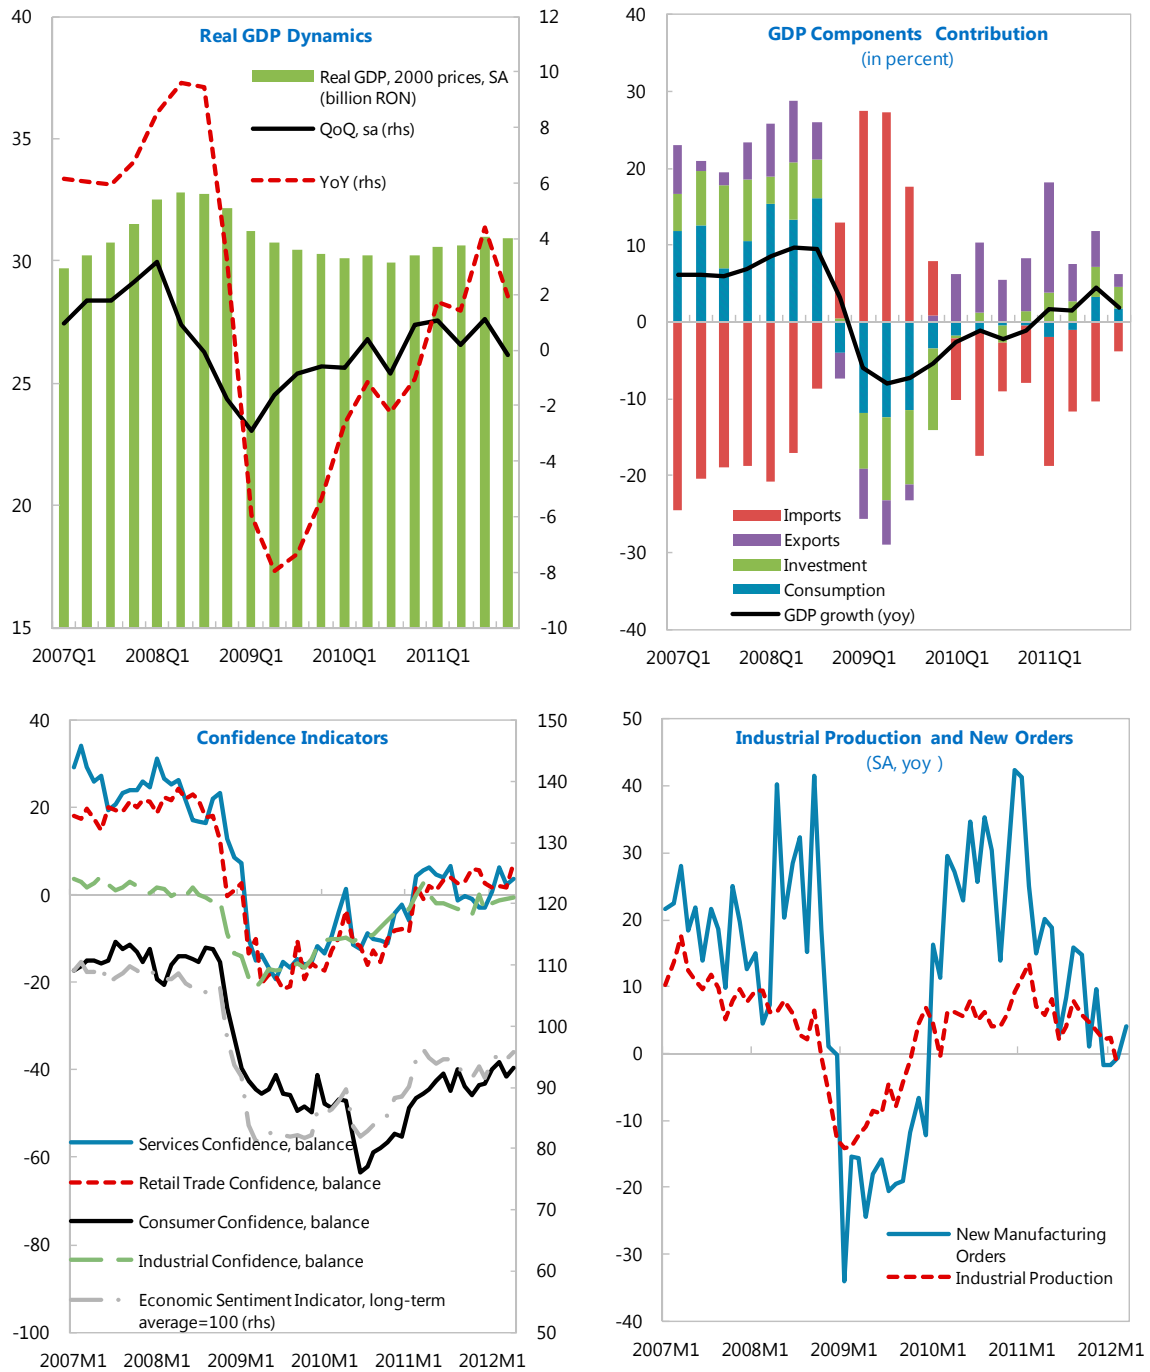 Real GDP Dynamics
40
35
30
25
20
15
12
10
8
6
4
2
0
-2
-4
-6
-8
-10
Real GDP, 2000 prices, SA
(billion RON)
QoQ, sa (rhs)
YoY (rhs)
2007Q1 2008Q1 2009Q1 2010Q1 2011Q1
GDP Components Contribution
(in percent)
40
30
20
10
0
-10
-20
-30
-40
Imports
Exports
Investment
Consumption
GDP growth (yoy)
2007Q1 2008Q1 2009Q1 2010Q1 2011Q1
Confidence Indicators
40
20
0
-20
-40
-60
-80
-100
150
140
130
120
110
100
90
80
70
60
50
Services Confidence, balance
Retail Trade Confidence, balance
Consumer Confidence, balance
Industrial Confidence, balance
Economic Sentiment Indicator, long-term
average=100 (rhs)
2007M1 2008M1 2009M1 2010M1 2011M1 2012M1
Industrial Production and New Orders
(SA, yoy )
50
40
30
20
10
0
-10
-20
-30
-40
New Manufacturing
Orders
Industrial Production
2007M1 2008M1 2009M1 2010M1 2011M1 2012M1